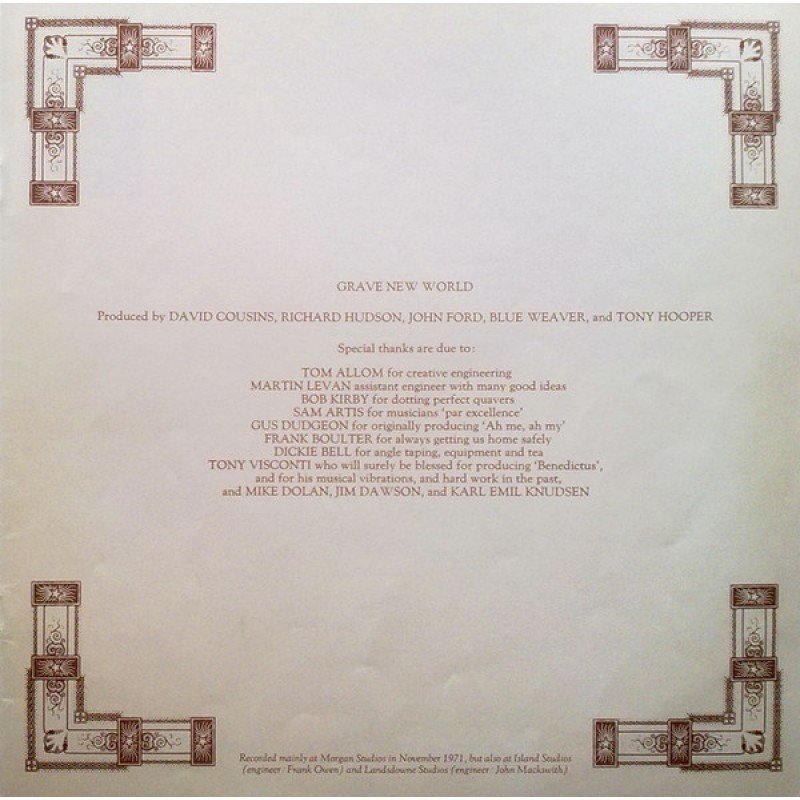 GRAVE NEW WORLD
Produced by DAVID COUSINS, RICHARD HUDSON, JOHN FORD, BLUE WEAVER, and TONY HOOPER
Special thanks are due to:
TOM ALLOM for creative engineering
MARTIN LEVAN assistant engineer with many good ideas
BOB KIRBY for dotting perfect quavers
SAM ARTIS for musicians 'par excellence'
GUS DUDGEON for originally producing 'Ah me, ah my'
FRANK BOULTER for always getting us home safely
DICKIE BELL for angle taping, equipment and tea
TONY VISCONTI who will surely be blessed for producing 'Benedictus',
and for his musical vibrations, and hard work in the past,
and MIKE DOLAN, JIM DAWSON, and KARL EMIL KNUDSEN
Recorded mainly at Morgan Studios in November 1971, but also at Island Studios
(engineer: Frank Owen) and Landsdowne Studios (engineer: John Mackswith)